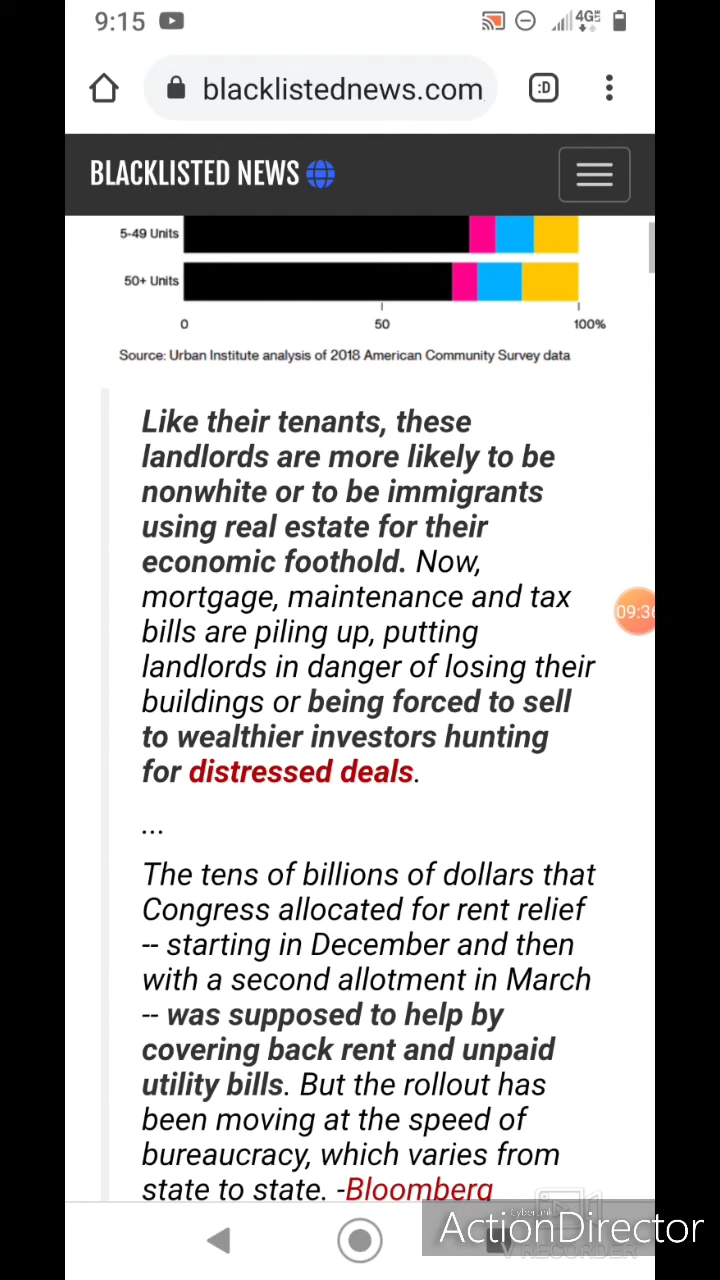 9:15
4GE
blacklistednews.com
:D
BLACKLISTED NEWS
5-49 Units
50+ Units
0 50 100%
Source: Urban Institute analysis of 2018 American Community Survey data
Like their tenants, these
landlords are more likely to be
nonwhite or to be immigrants
using real estate for their
economic foothold. Now,
mortgage, maintenance and tax
bills are piling up, putting
landlords in danger of losing their
buildings or being forced to sell
to wealthier investors hunting
for distressed deals.
...
The tens of billions of dollars that
Congress allocated for rent relief
-- starting in December and then
with a second allotment in March
-- was supposed to help by
covering back rent and unpaid
utility bills. But the rollout has
been moving at the speed of
bureaucracy, which varies from
state to state. -Bloomberg
09:36
CyberLink
ActionDirector
V RECORDER